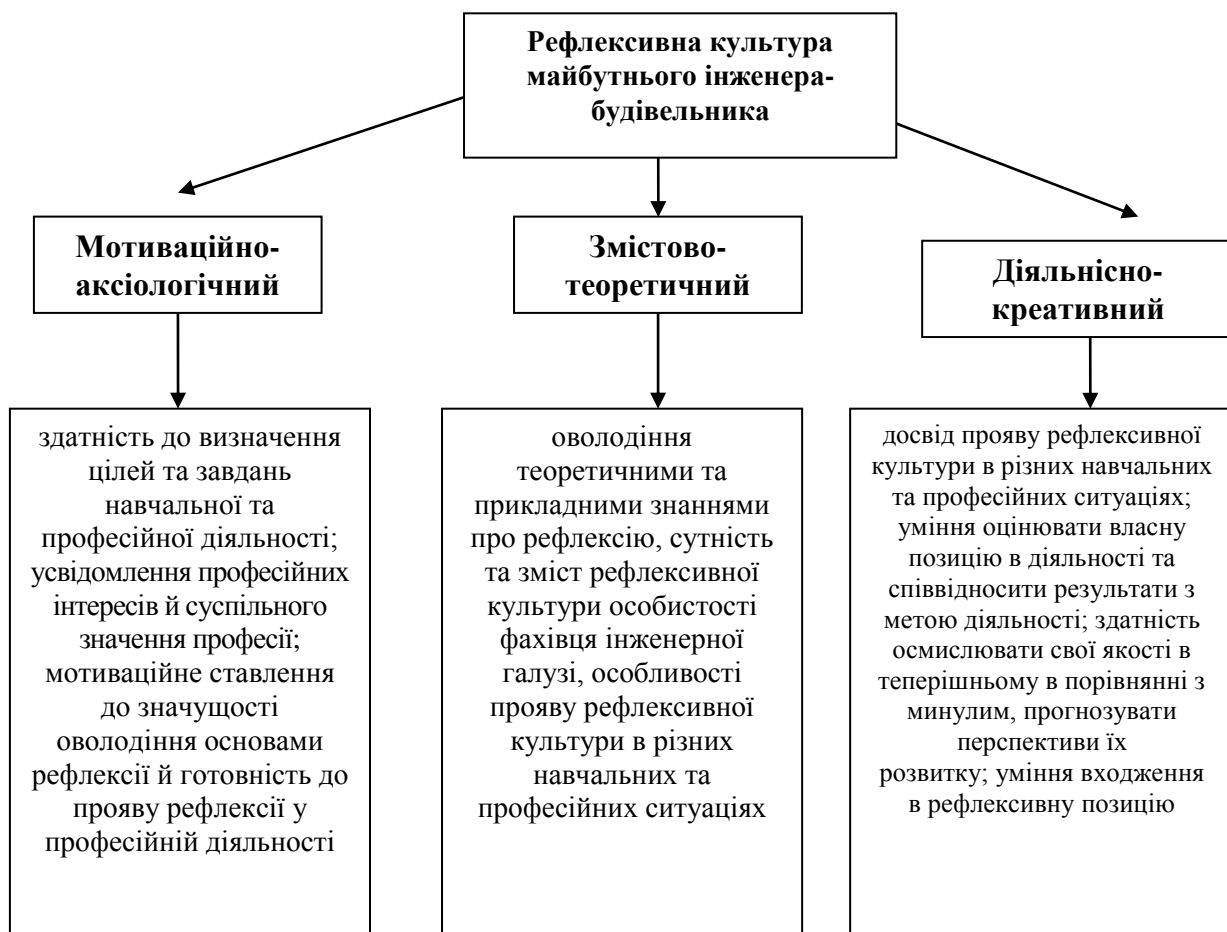 Рефлексивна культура
майбутнього інженера-
будівельника
Мотиваційно-
аксіологічний
Змістово-
теоретичний
Діяльнісно-
креативний
здатність до визначення
цілей та завдань
навчальної та
професійної діяльності;
усвідомлення професійних
інтересів й суспільного
значення професії;
мотиваційне ставлення
до значущості
оволодіння основами
рефлексії й готовність до
прояву рефлексії у
професійній діяльності
оволодіння
теоретичними та
прикладними знаннями
про рефлексію, сутність
та зміст рефлексивної
культури особистості
фахівця інженерної
галузі, особливості
прояву рефлексивної
культури в різних
навчальних та
професійних ситуаціях
досвід прояву рефлексивної
культури в різних навчальних
та професійних ситуаціях;
уміння оцінювати власну
позицію в діяльності та
співвідносити результати з
метою діяльності; здатність
осмислювати свої якості в
теперішньому в порівнянні з
минулим, прогнозувати
перспективи їх
розвитку; уміння входження
в рефлексивну позицію